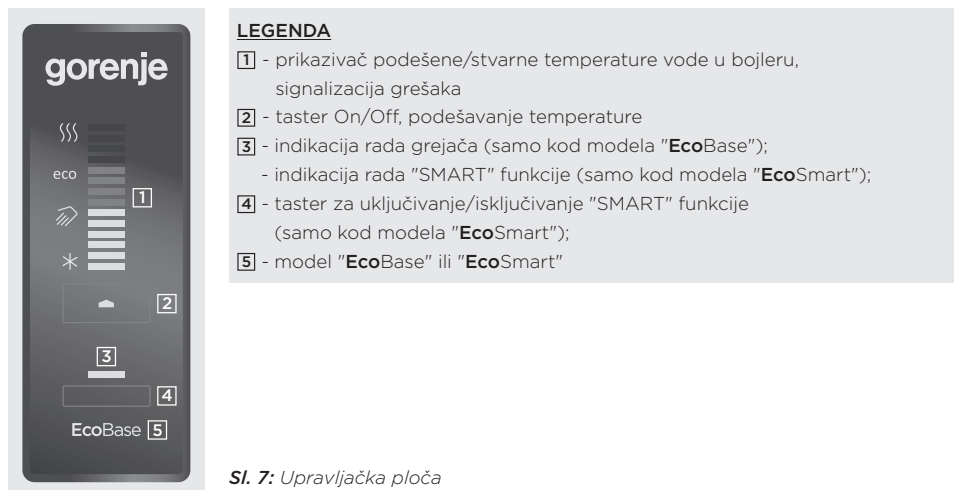 gorenje
eco
1
2
3
4
EcoBase 5
LEGENDA
1 - prikazivač podešene/stvarne temperature vode u bojleru,
signalizacija grešaka
2 - taster On/Off, podešavanje temperature
3 - indikacija rada grejača (samo kod modela "EcoBase");
- indikacija rada "SMART" funkcije (samo kod modela "EcoSmart");
4 - taster za uključivanje/isključivanje "SMART" funkcije
(samo kod modela "EcoSmart");
5 - model "EcoBase" ili "EcoSmart"
Sl. 7: Upravljačka ploča